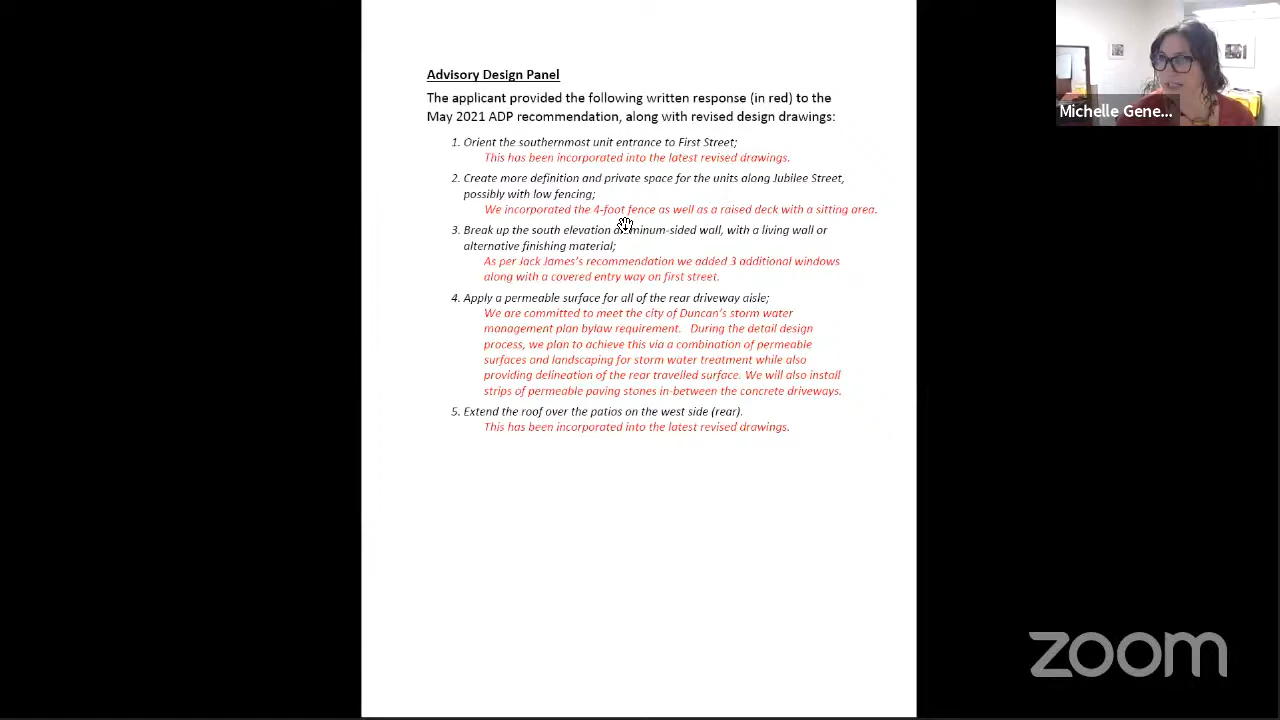 Advisory Design Panel
The applicant provided the following written response (in red) to the
May 2021 ADP recommendation, along with revised design drawings:
1. Orient the southernmost unit entrance to First Street;
This has been incorporated into the latest revised drawings.
2. Create more definition and private space for the units along Jubilee Street,
possibly with low fencing;
We incorporated the 4-foot fence as well as a raised deck with a sitting area.
3. Break up the south elevation aluminum-sided wall, with a living wall or
alternative finishing material;
As per Jack James's recommendation we added 3 additional windows
along with a covered entry way on first street.
4. Apply a permeable surface for all of the rear driveway aisle;
We are committed to meet the city of Duncan's storm water
management plan bylaw requirement. During the detail design
process, we plan to achieve this via a combination of permeable
surfaces and landscaping for storm water treatment while also
providing delineation of the rear travelled surface. We will also install
strips of permeable paving stones in-between the concrete driveways.
5. Extend the roof over the patios on the west side (rear).
This has been incorporated into the latest revised drawings.
Michelle Gene...
zoom